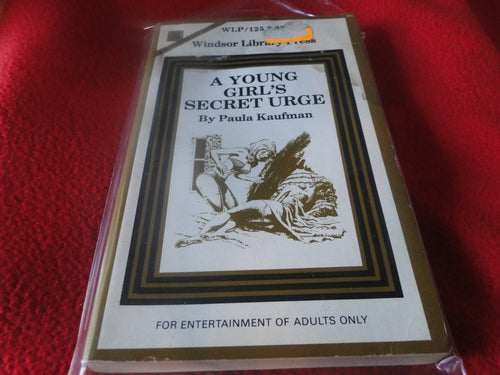 WLP/125
Windsor Library Press
A YOUNG
GIRL'S
SECRET URGE
By Paula Kaufman
FOR ENTERTAINMENT OF ADULTS ONLY